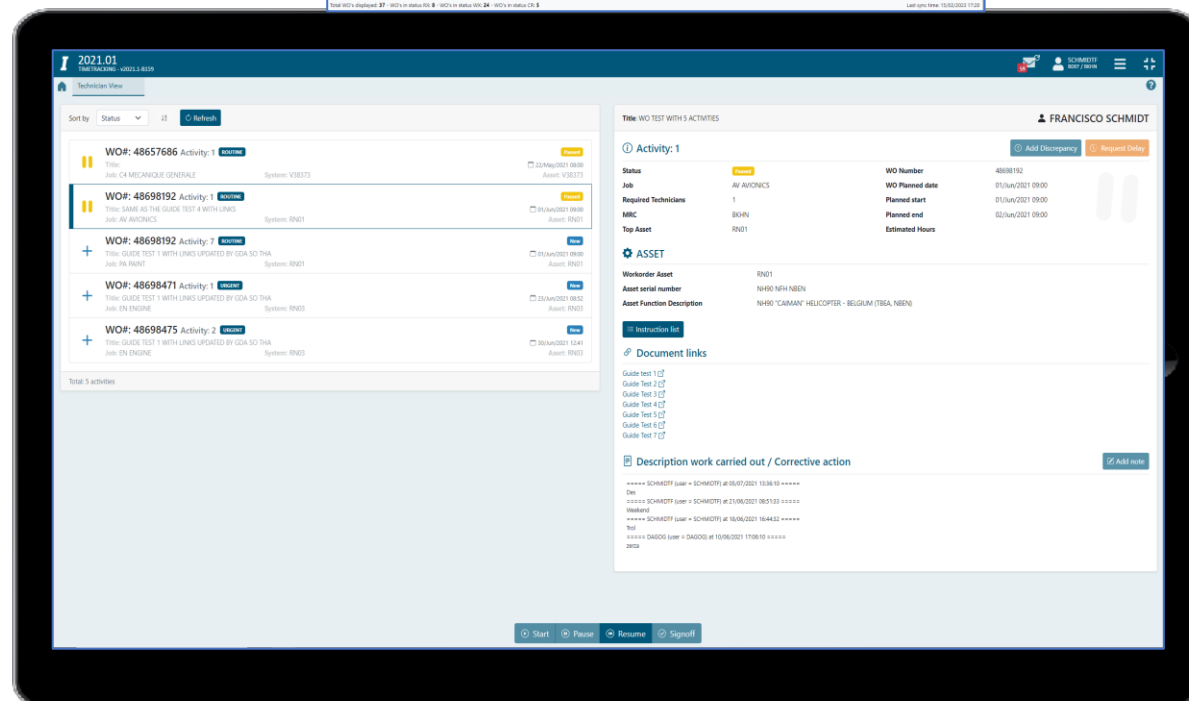 Total WO's displayed: 37 - WO's in status RX: 8 - WO's in status WX: 24 - WO's in status CR: 5
Last sync time: 15/02/2023 17:20
2021.01
TIMETRACKING - v2021.1-8159
SCHMIDTF
Technician View
Sort by Status Refresh
WO#: 48657686 Activity: 1 ROUTINE Paused
Title: 22/May/2021 08:00
Job: C4 MECANIQUE GENERALE System: V38373 Asset: V38373
WO#: 48698192 Activity: 1 ROUTINE Paused
Title: SAME AS THE GUIDE TEST 4 WITH LINKS 01/Jun/2021 09:00
Job: AV AVIONICS System: RN01 Asset: RN01
WO#: 48698192 Activity: 7 ROUTINE New
Title: GUIDE TEST 1 WITH LINKS UPDATED BY GDA SO THA 01/Jun/2021 09:00
Job: PA PAINT System: RN01 Asset: RN01
WO#: 48698471 Activity: 1 URGENT New
Title: GUIDE TEST 1 WITH LINKS UPDATED BY GDA SO THA 23/Jun/2021 08:52
Job: EN ENGINE System: RN03 Asset: RN03
WO#: 48698475 Activity: 2 URGENT New
Title: GUIDE TEST 1 WITH LINKS UPDATED BY GDA SO THA 30/Jun/2021 12:41
Job: EN ENGINE System: RN03 Asset: RN03
Total: 5 activities
Title: WO TEST WITH 5 ACTIVITIES FRANCISCO SCHMIDT
Activity: 1 Add Discrepancy Request Delay
Status Paused WO Number 48698192
Job AV AVIONICS WO Planned date 01/Jun/2021 09:00
Required Technicians 1 Planned start 01/Jun/2021 09:00
MRC BKHN Planned end 02/Jun/2021 09:00
Top Asset RN01 Estimated Hours
ASSET
Workorder Asset RN01
Asset serial number NH90 NFH NBEN
Asset Function Description NH90 "CAIMAN" HELICOPTER - BELGIUM (TBEA, NBEN)
Instruction list
Document links
Guide test 1
Guide Test 2
Guide Test 3
Guide Test 4
Guide Test 5
Guide Test 6
Guide Test 7
Description work carried out / Corrective action Add note
===== SCHMIDTF (user = SCHMIDTF) at 05/07/2021 13:36:10 =====
Des
===== SCHMIDTF (user = SCHMIDTF) at 21/06/2021 08:51:33 =====
Weekend
===== SCHMIDTF (user = SCHMIDTF) at 18/06/2021 16:44:32 =====
Trol
===== DAGOG (user = DAGOG) at 10/06/2021 17:06:10 =====
Start Pause Resume Signoff